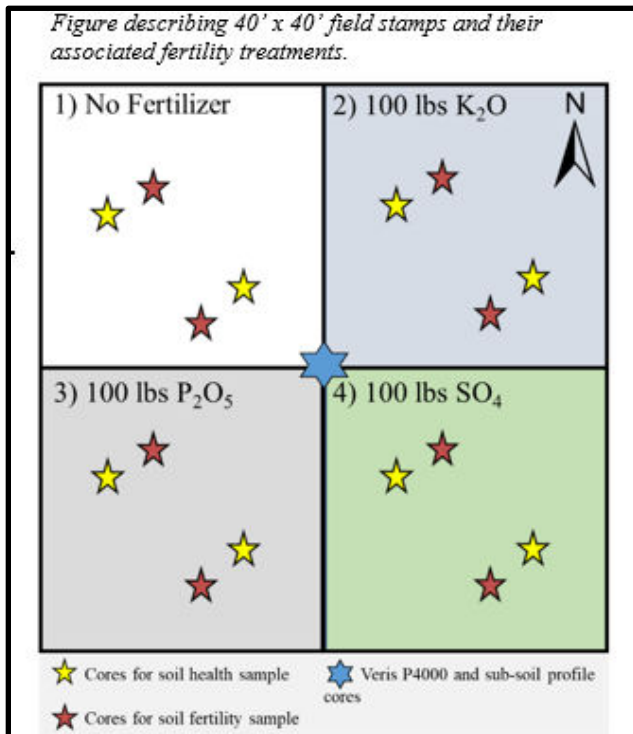 Figure describing 40’ x 40’ field stamps and their
associated fertility treatments.
1) No Fertilizer
2) 100 lbs K₂O
N
3) 100 lbs P₂O₅
4) 100 lbs SO₄
Cores for soil health sample
Veris P4000 and sub-soil profile
cores
Cores for soil fertility sample